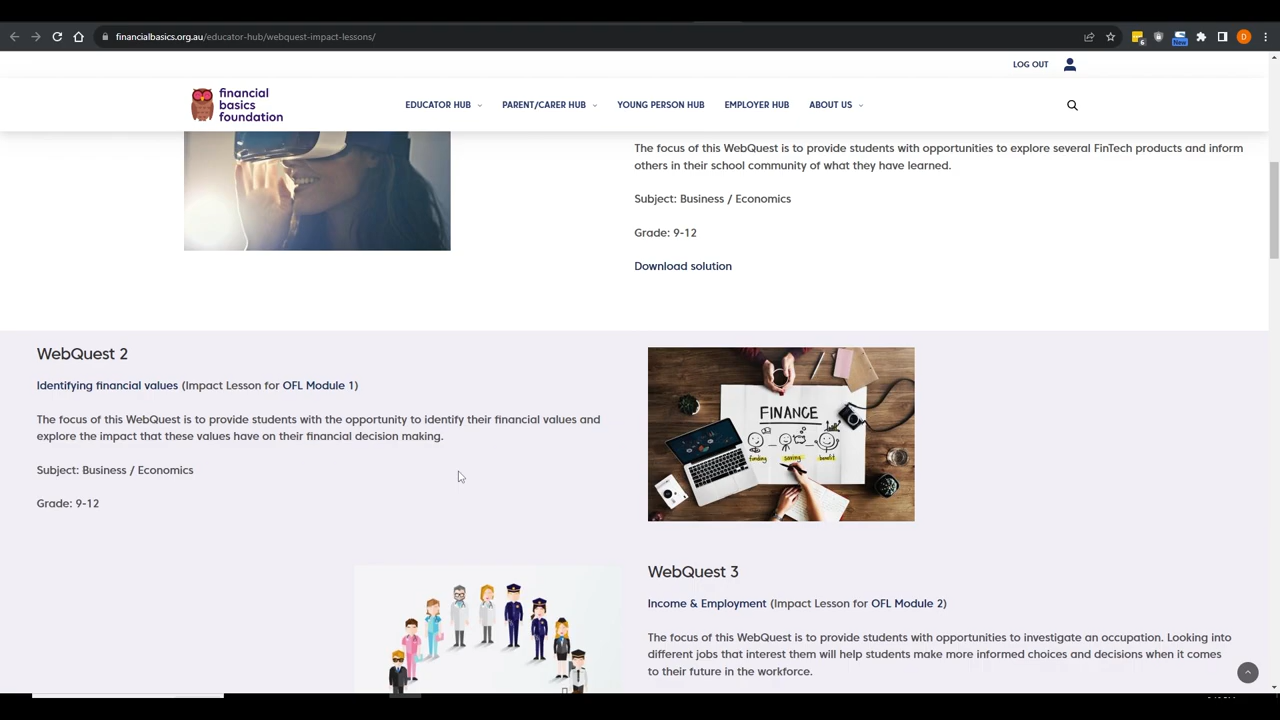 financialbasics.org.au/educator-hub/webquest-impact-lessons/
6
New
D
LOG OUT
financial
basics
foundation
EDUCATOR HUB
PARENT/CARER HUB
YOUNG PERSON HUB
EMPLOYER HUB
ABOUT US
The focus of this WebQuest is to provide students with opportunities to explore several FinTech products and inform
others in their school community of what they have learned.
Subject: Business / Economics
Grade: 9-12
Download solution
WebQuest 2
Identifying financial values (Impact Lesson for OFL Module 1)
The focus of this WebQuest is to provide students with the opportunity to identify their financial values and
explore the impact that these values have on their financial decision making.
Subject: Business / Economics
Grade: 9-12
FINANCE
funding
saving
benefit
WebQuest 3
Income & Employment (Impact Lesson for OFL Module 2)
The focus of this WebQuest is to provide students with opportunities to investigate an occupation. Looking into
different jobs that interest them will help students make more informed choices and decisions when it comes
to their future in the workforce.